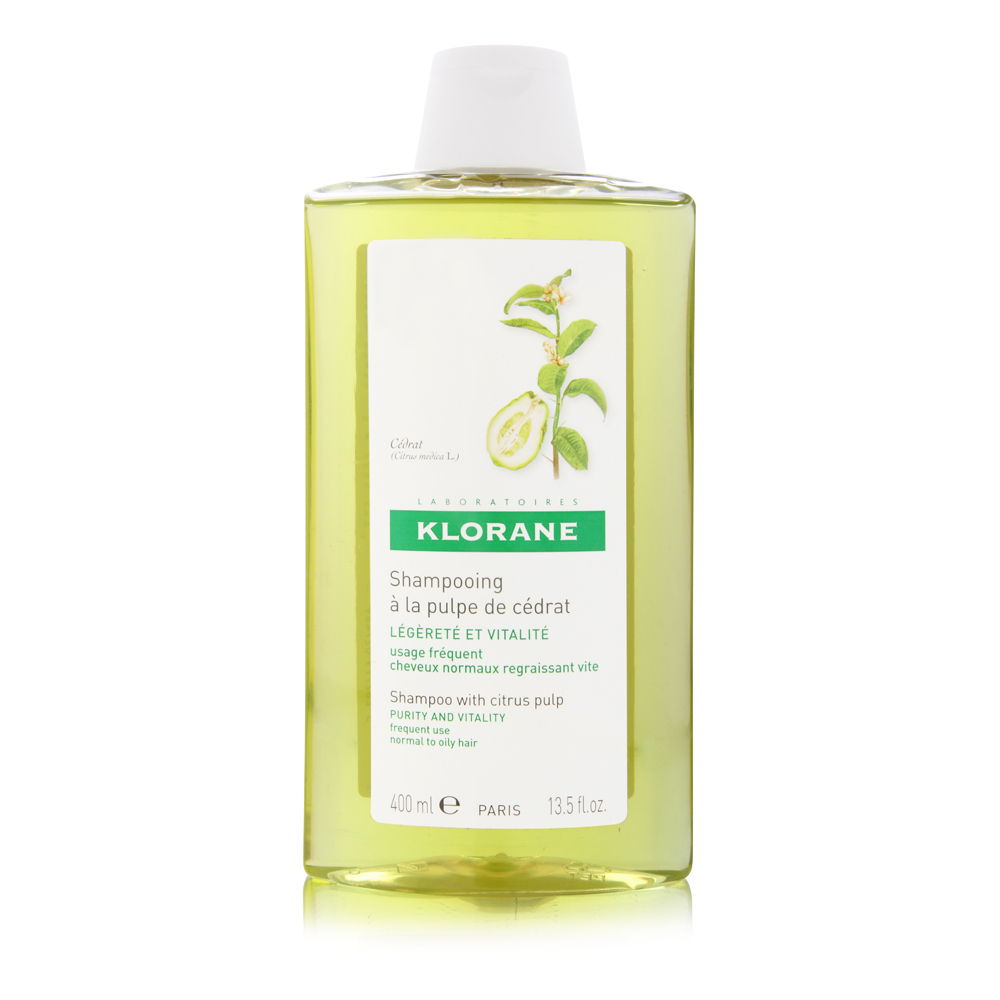 Cédrat
(Citrus medica L)
LABORATOIRES
KLORANE
Shampooing
à la pulpe de cédrat
LÉGÈRETÉ ET VITALITÉ
usage fréquent
cheveux normaux regraissant vite
Shampoo with citrus pulp
PURITY AND VITALITY
frequent use
normal to oily hair
400 ml ℮ PARIS 13.5 fl.oz.